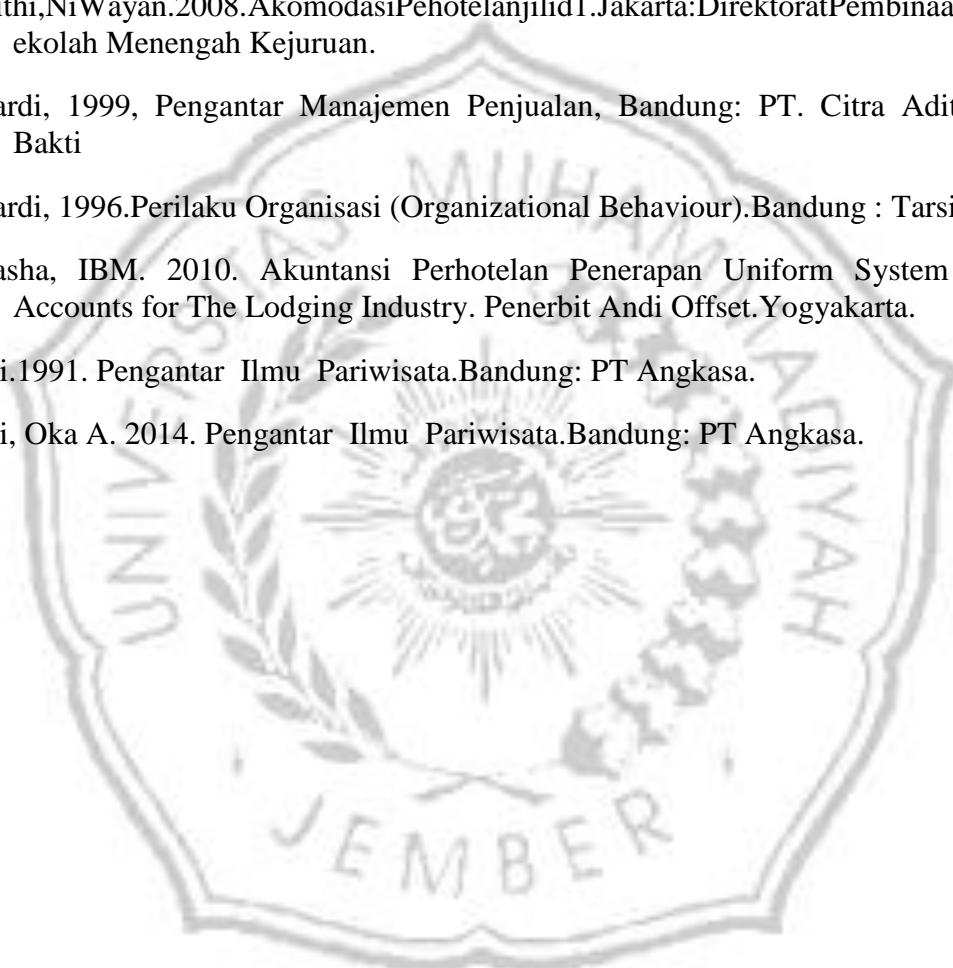 ithi,NiWayan.2008.AkomodasiPehotelanjilid1.Jakarta:DirektoratPembinaa
ekolah Menengah Kejuruan.
ardi, 1999, Pengantar Manajemen Penjualan, Bandung: PT. Citra Adit
Bakti
ardi, 1996.Perilaku Organisasi (Organizational Behaviour).Bandung : Tarsi
asha, IBM. 2010. Akuntansi Perhotelan Penerapan Uniform System
Accounts for The Lodging Industry. Penerbit Andi Offset.Yogyakarta.
i.1991. Pengantar Ilmu Pariwisata.Bandung: PT Angkasa.
i, Oka A. 2014. Pengantar Ilmu Pariwisata.Bandung: PT Angkasa.
UNIVERSITAS MUHAMMADIYAH
JEMBER